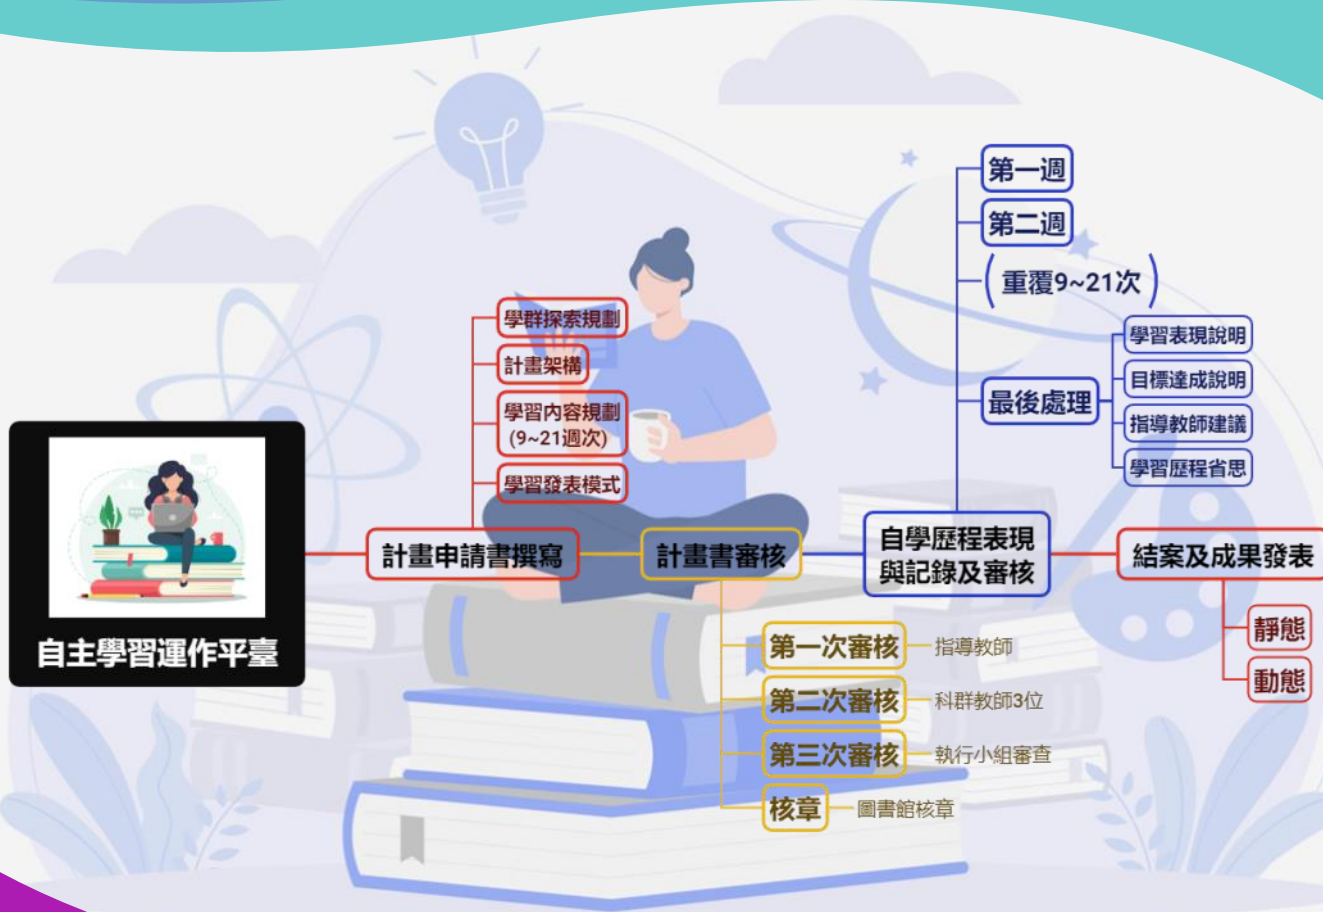 自主學習運作平臺
計畫申請書撰寫
學群探索規劃
計畫架構
學習內容規劃
(9~21週次)
學習發表模式
計畫書審核
第一次審核
指導教師
第二次審核
科群教師3位
第三次審核
執行小組審查
核章
圖書館核章
自學歷程表現
與記錄及審核
第一週
第二週
(重覆9~21次)
最後處理
學習表現說明
目標達成說明
指導教師建議
學習歷程省思
結案及成果發表
靜態
動態